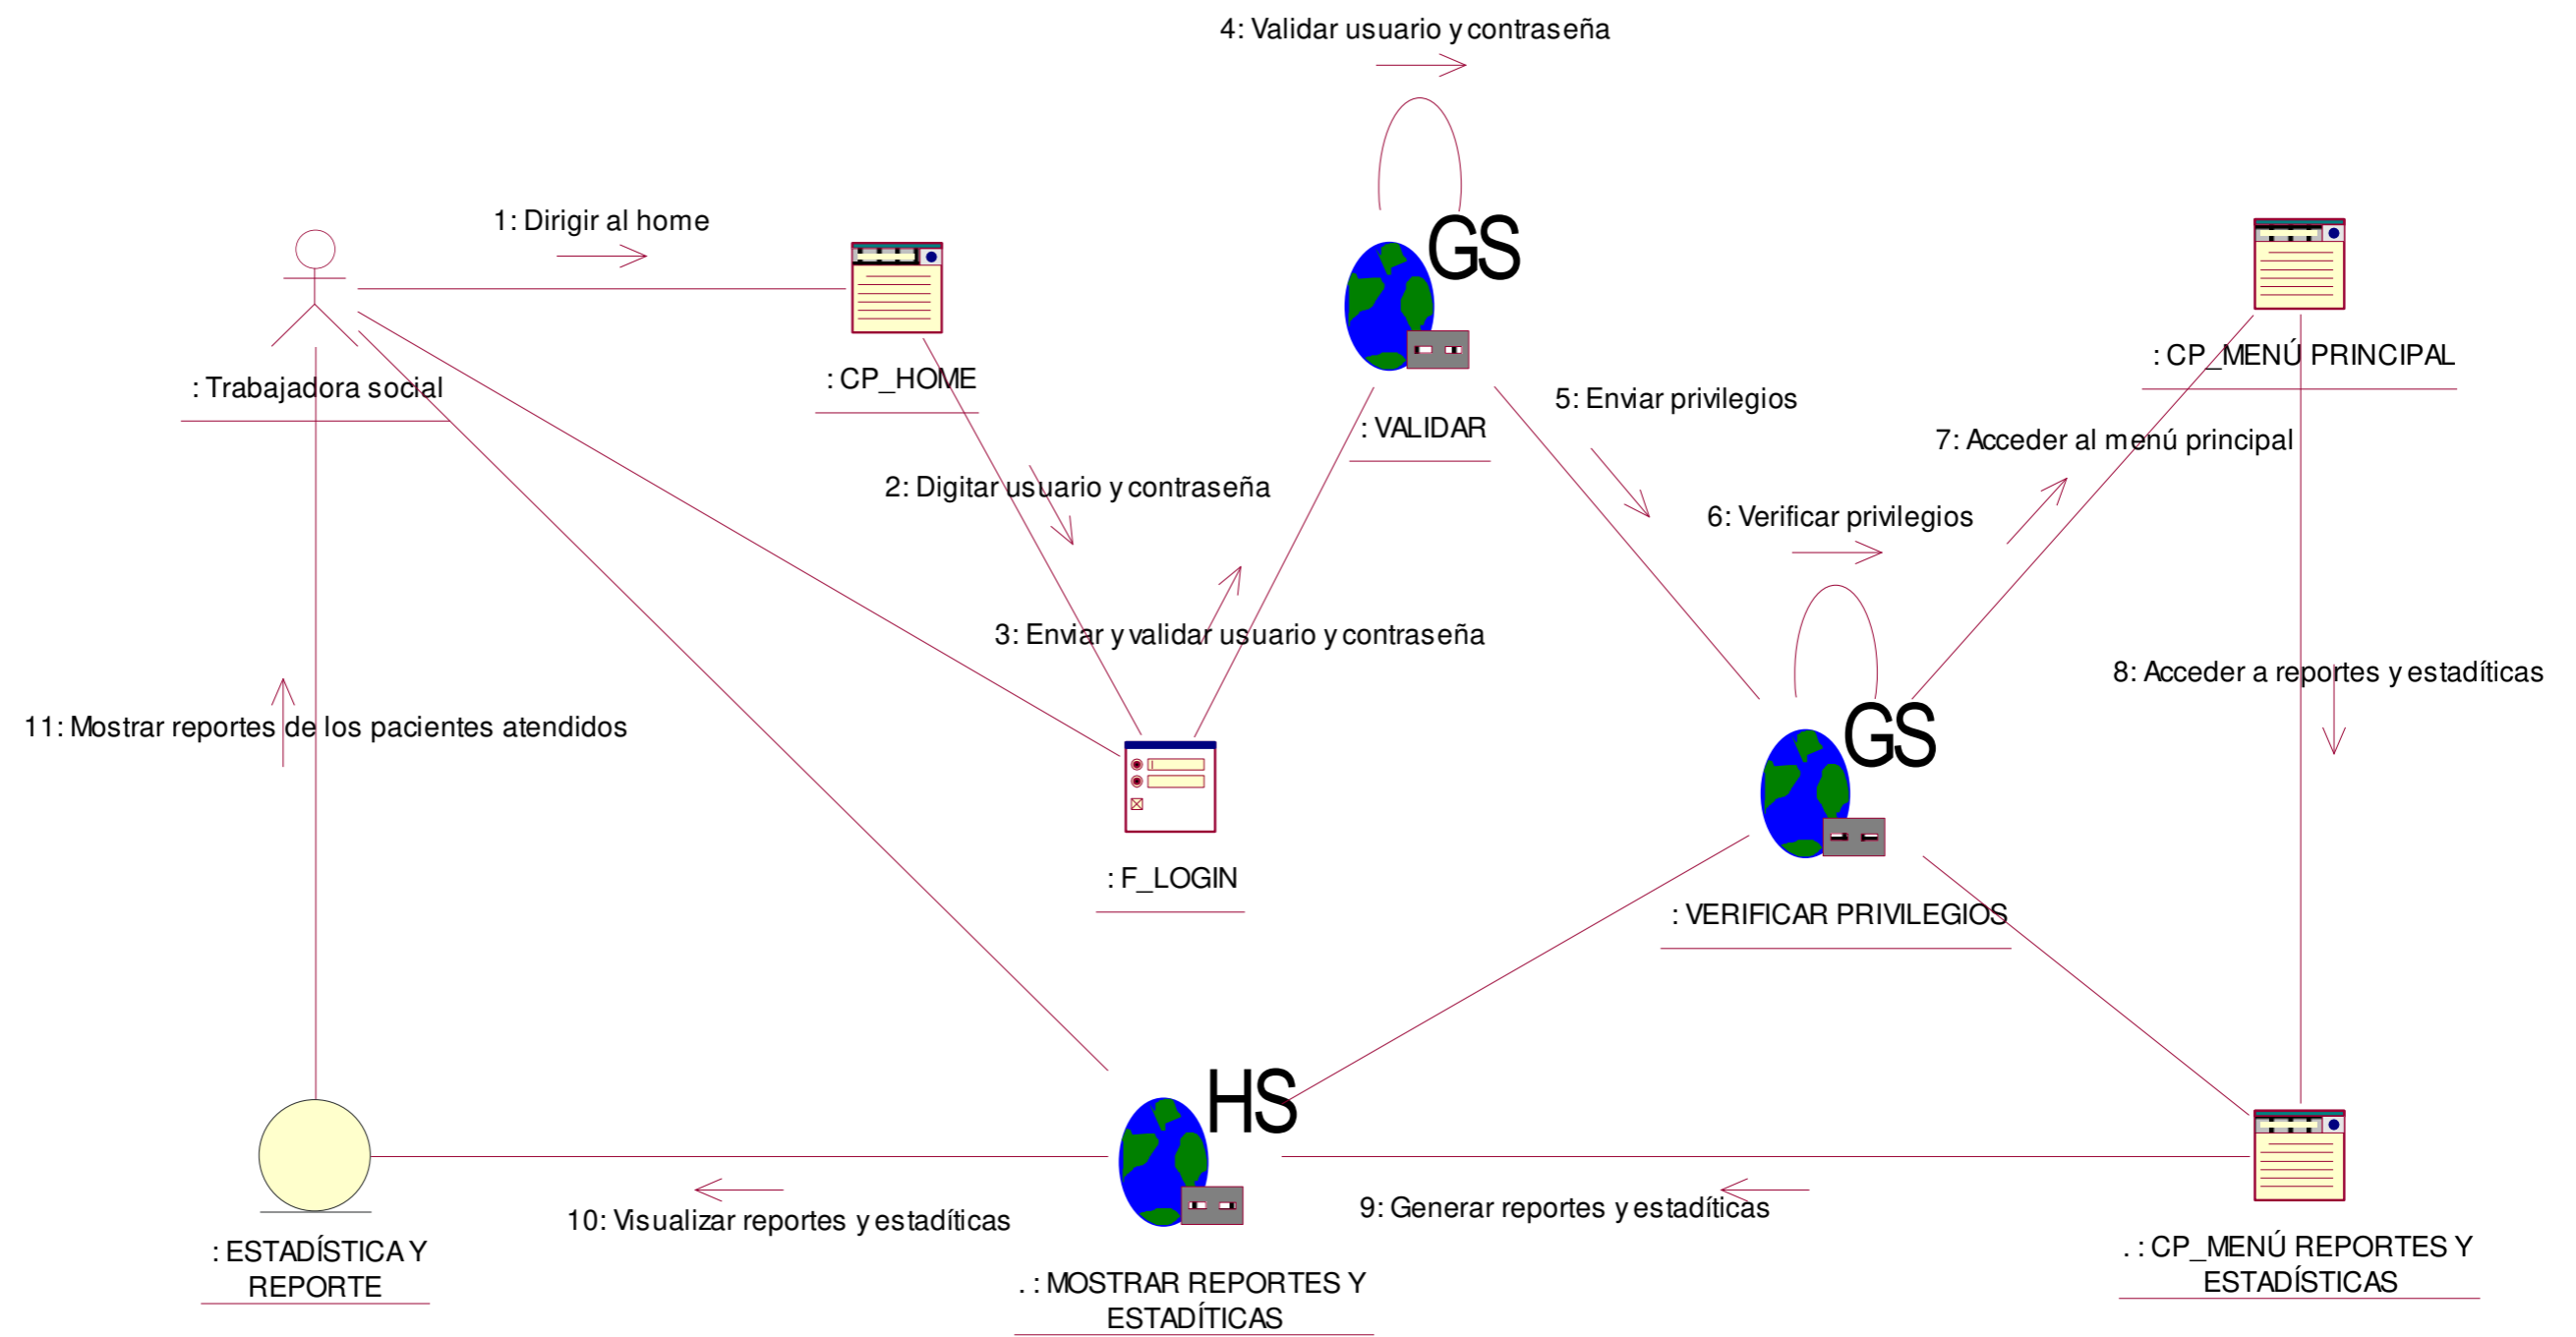 4: Validar usuario y contraseña
1: Dirigir al home
GS
: Trabajadora social
: CP_HOME
: CP_MENÚ PRINCIPAL
5: Enviar privilegios
: VALIDAR
7: Acceder al menú principal
2: Digitar usuario y contraseña
6: Verificar privilegios
3: Enviar y validar usuario y contraseña
8: Acceder a reportes y estadíticas
11: Mostrar reportes de los pacientes atendidos
GS
: F_LOGIN
: VERIFICAR PRIVILEGIOS
HS
10: Visualizar reportes y estadíticas
9: Generar reportes y estadíticas
: ESTADÍSTICA Y
REPORTE
. : MOSTRAR REPORTES Y
ESTADÍTICAS
. : CP_MENÚ REPORTES Y
ESTADÍSTICAS